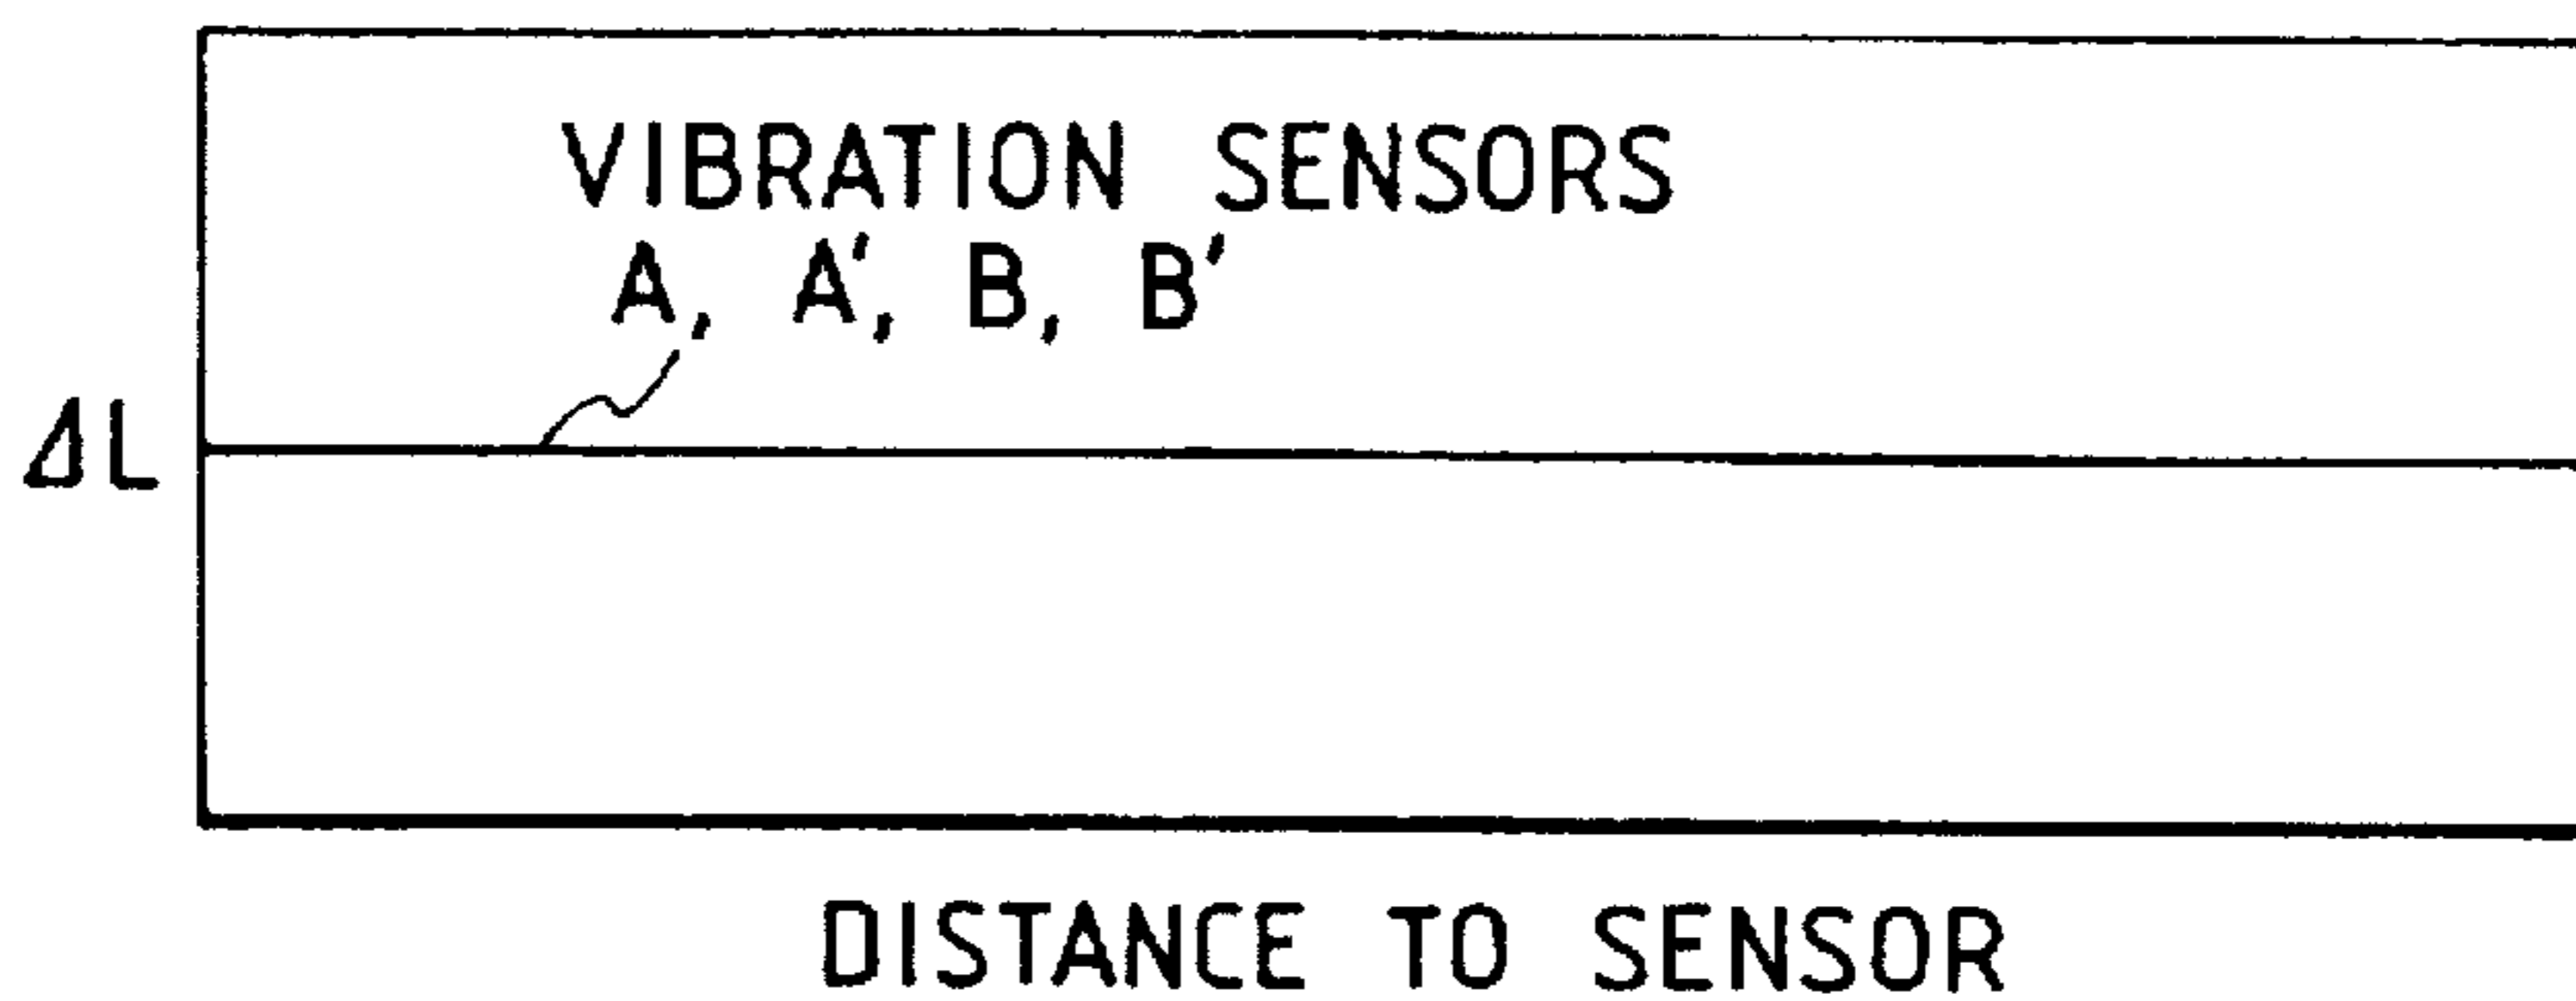 VIBRATION SENSORS
A, A', B, B'
ΔL
DISTANCE TO SENSOR